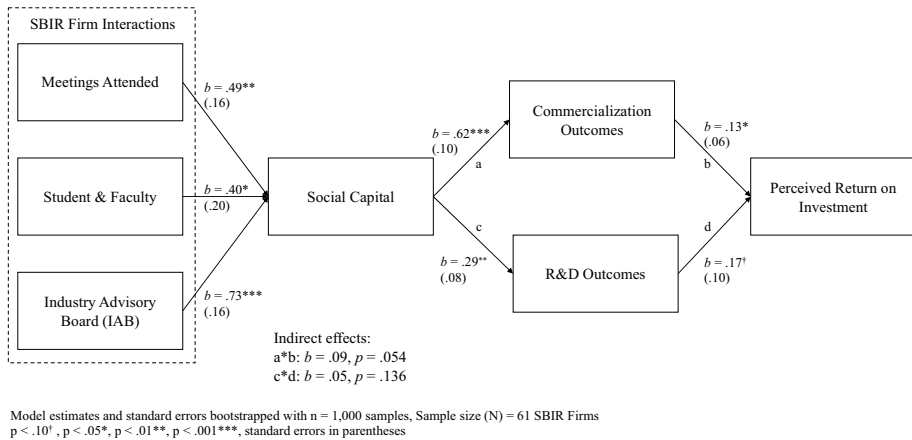 SBIR Firm Interactions
Meetings Attended
Student & Faculty
Industry Advisory
Board (IAB)
b = .49**
(.16)
b = .40*
(.20)
b = .73***
(.16)
Social Capital
b = .62***
(.10)
a
c
b = .29**
(.08)
Commercialization
Outcomes
R&D Outcomes
b = .13*
(.06)
b
d
b = .17†
(.10)
Perceived Return on
Investment
Indirect effects:
a*b: b = .09, p = .054
c*d: b = .05, p = .136
Model estimates and standard errors bootstrapped with n = 1,000 samples, Sample size (N) = 61 SBIR Firms
p < .10† , p < .05*, p < .01**, p < .001***, standard errors in parentheses